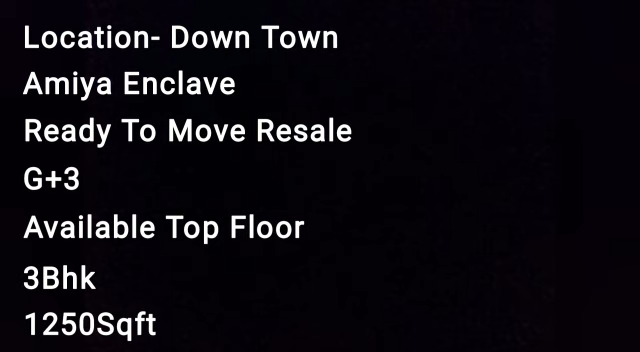 Location- Down Town
Amiya Enclave
Ready To Move Resale
G+3
Available Top Floor
3Bhk
1250Sqft